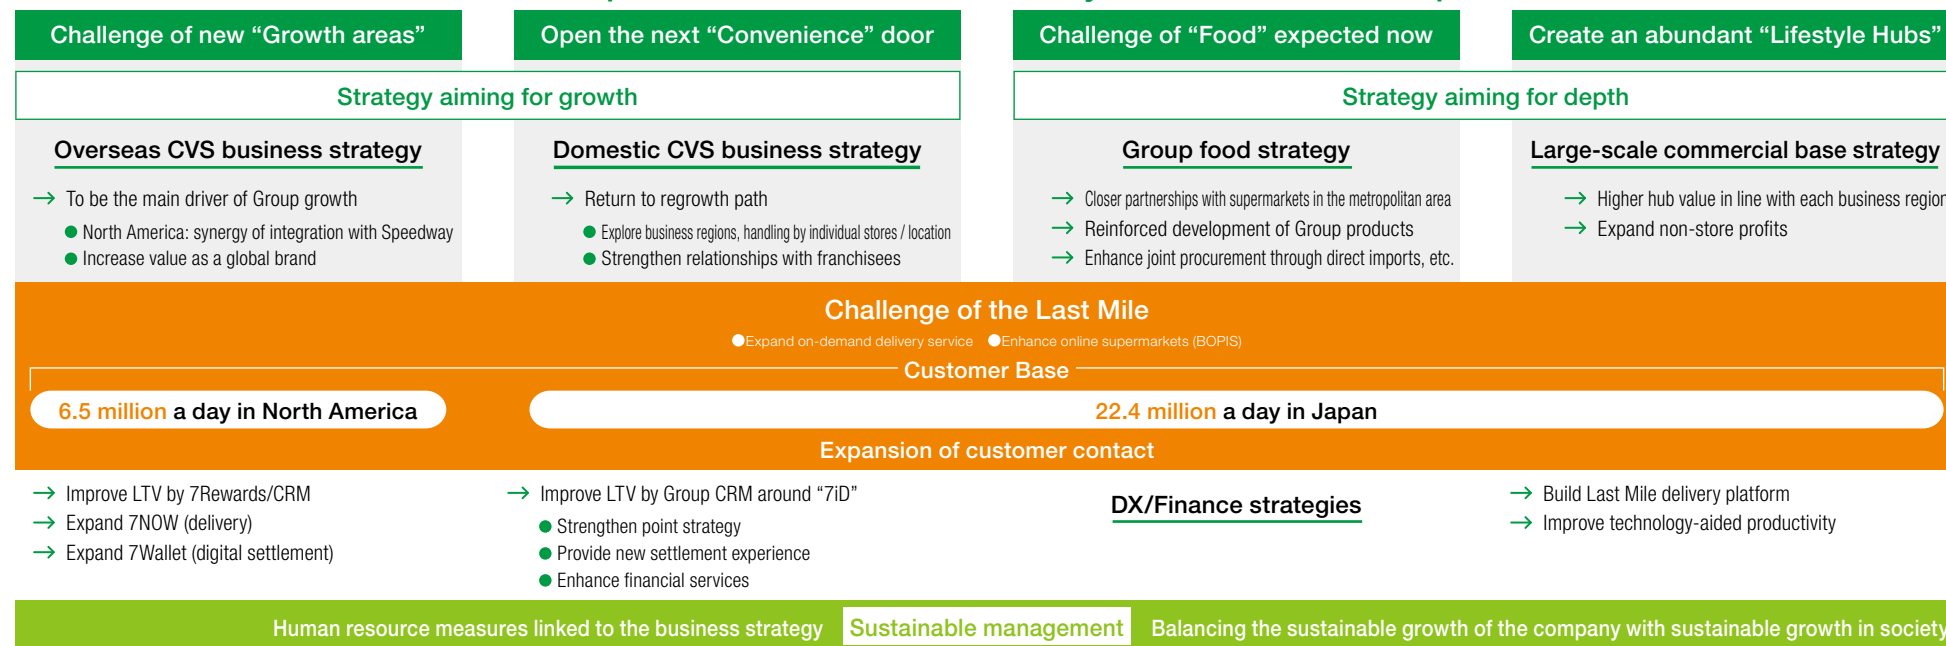 Challenge of new “Growth areas”
Open the next “Convenience” door
Challenge of “Food” expected now
Create an abundant “Lifestyle Hubs”
Strategy aiming for growth
Strategy aiming for depth
Overseas CVS business strategy
→ To be the main driver of Group growth
● North America: synergy of integration with Speedway
● Increase value as a global brand
Domestic CVS business strategy
→ Return to regrowth path
● Explore business regions, handling by individual stores / location
● Strengthen relationships with franchisees
Group food strategy
→ Closer partnerships with supermarkets in the metropolitan area
→ Reinforced development of Group products
→ Enhance joint procurement through direct imports, etc.
Large-scale commercial base strategy
→ Higher hub value in line with each business region
→ Expand non-store profits
Challenge of the Last Mile
●Expand on-demand delivery service ●Enhance online supermarkets (BOPIS)
Customer Base
6.5 million a day in North America
22.4 million a day in Japan
Expansion of customer contact
→ Improve LTV by 7Rewards/CRM
→ Expand 7NOW (delivery)
→ Expand 7Wallet (digital settlement)
→ Improve LTV by Group CRM around “7iD”
● Strengthen point strategy
● Provide new settlement experience
● Enhance financial services
DX/Finance strategies
→ Build Last Mile delivery platform
→ Improve technology-aided productivity
Human resource measures linked to the business strategy
Sustainable management
Balancing the sustainable growth of the company with sustainable growth in society